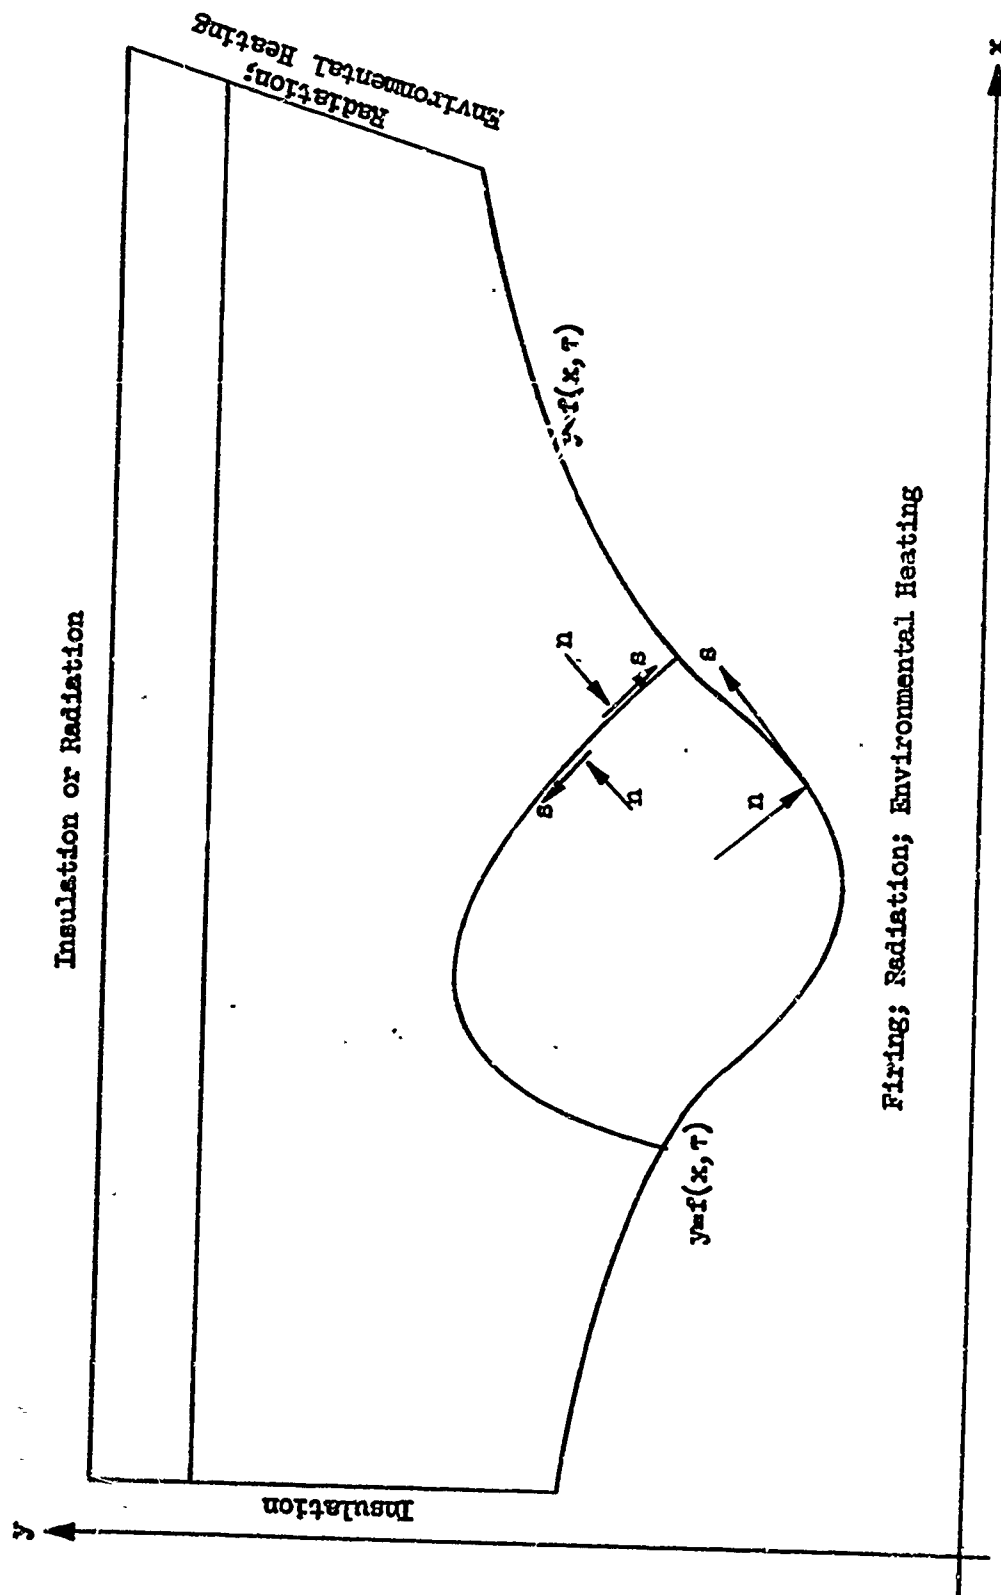 y
Insulation or Radiation
Radiation;
Environmental Heating
Insulation
y=f(x,τ)
n
s
s
n
n
s
y=f(x,τ)
Firing; Radiation; Environmental Heating
x